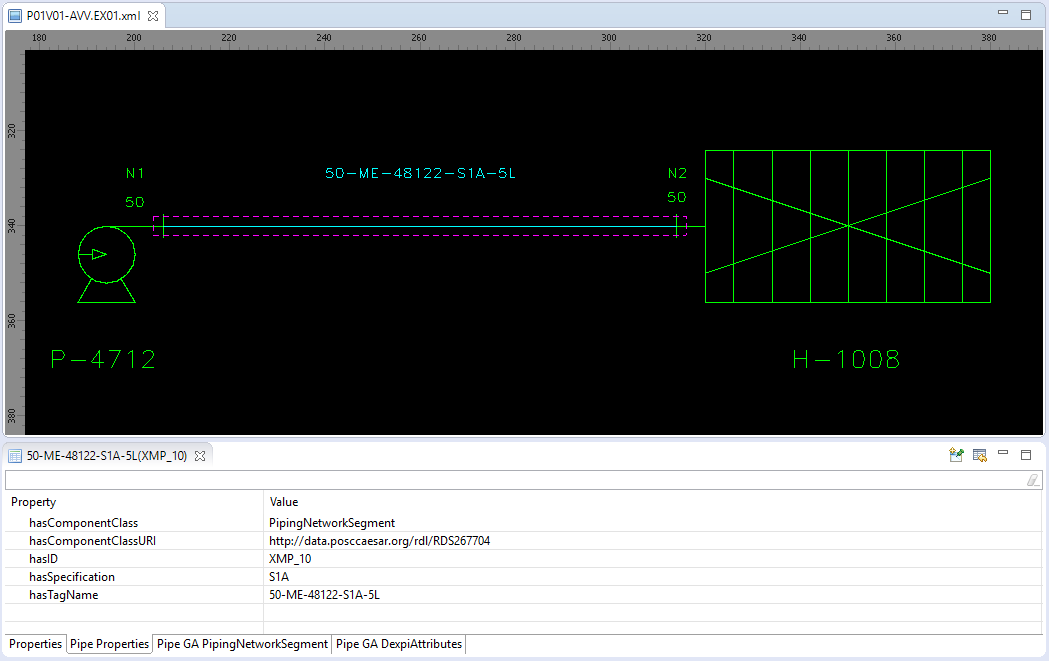 P01V01-AVV.EX01.xml
180 200 220 240 260 280 300 320 340 360 380
320
340
360
380
N1 50-ME-48122-S1A-5L N2
50 50
P-4712 H-1008
50-ME-48122-S1A-5L(XMP_10)
Property Value
hasComponentClass PipingNetworkSegment
hasComponentClassURI http://data.posccaesar.org/rdl/RDS267704
hasID XMP_10
hasSpecification S1A
hasTagName 50-ME-48122-S1A-5L
Properties Pipe Properties Pipe GA PipingNetworkSegment Pipe GA DexpiAttributes